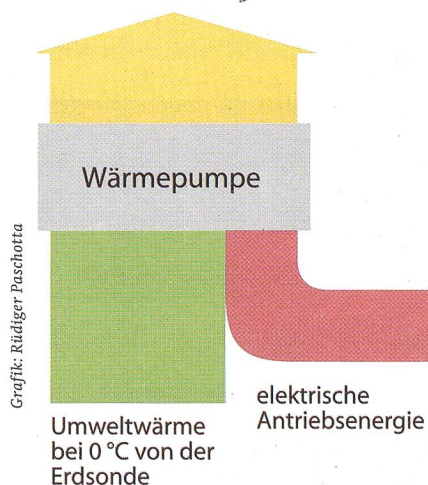 Wärmepumpe
Grafik: Rüdiger Paschotta
Umweltwärme
bei 0 °C von der
Erdsonde
elektrische
Antriebsenergie